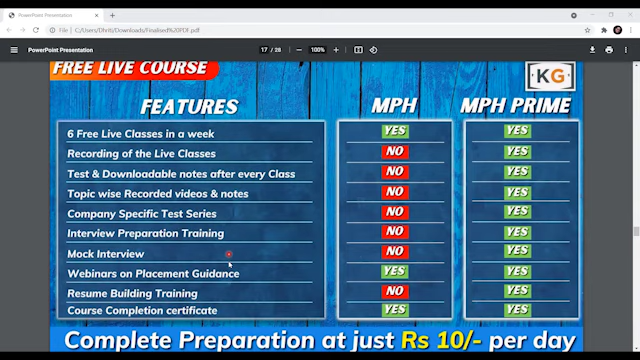 PowerPoint Presentation
File
C:/Users/Dhriti/Downloads/Finalised%20PDF.pdf
PowerPoint Presentation
17 / 28
100%
FREE LIVE COURSE
KG
FEATURES MPH MPH PRIME
6 Free Live Classes in a week YES YES
Recording of the Live Classes NO YES
Test & Downloadable notes after every Class NO YES
Topic wise Recorded videos & notes NO YES
Company Specific Test Series NO YES
Interview Preparation Training NO YES
Mock Interview NO YES
Webinars on Placement Guidance YES YES
Resume Building Training NO YES
Course Completion certificate YES YES
Complete Preparation at just Rs 10/- per day